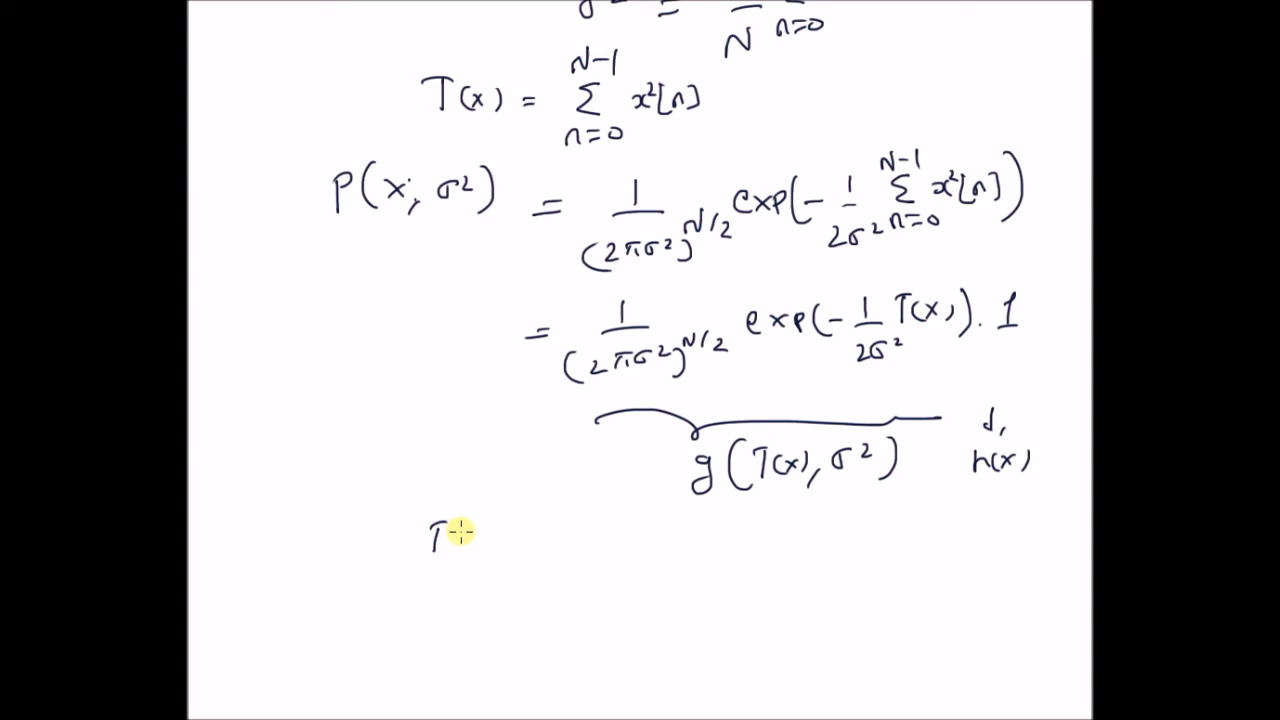 = N n=0
T(x) = N-1 Σ n=0 x²[n]
P(x; σ²) = 1/(2πσ²)^N/2 exp(- 1/2σ² N-1 Σ n=0 x²[n])
= 1/(2πσ²)^N/2 exp(- 1/2σ² T(x)). 1
g(T(x), σ²) h(x)
T